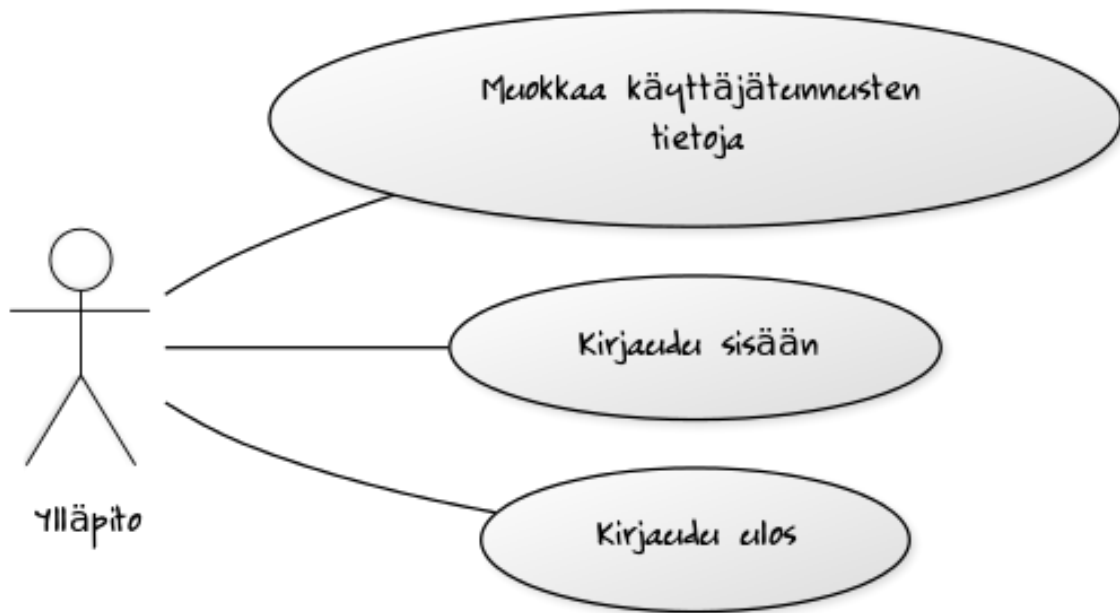 Muokkaa käyttäjätunnusten
tietoja
Kirjaudu sisään
Ylläpito
Kirjaudu ulos